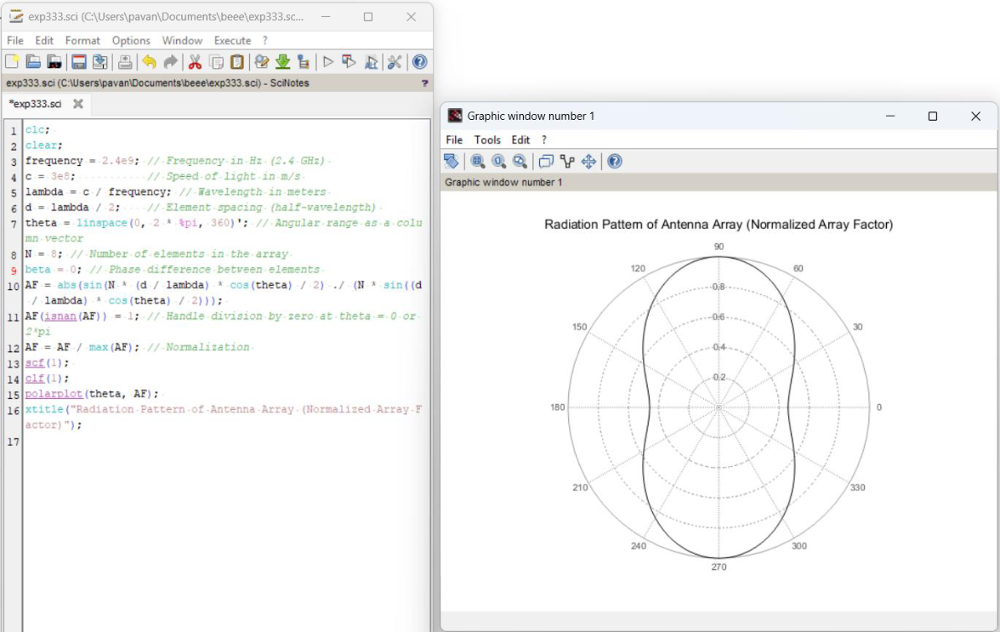 exp333.sci (C:\Users\pavan\Documents\beee\exp333.sc...
File Edit Format Options Window Execute ?
exp333.sci (C:\Users\pavan\Documents\beee\exp333.sci) - SciNotes ?
*exp333.sci
1 clc;
2 clear;
3 frequency = 2.4e9; // Frequency in Hz (2.4 GHz)
4 c = 3e8; // Speed of light in m/s
5 lambda = c / frequency; // Wavelength in meters
6 d = lambda / 2; // Element spacing (half-wavelength)
7 theta = linspace(0, 2 * %pi, 360)'; // Angular range as a colu
mn vector
8 N = 8; // Number of elements in the array
9 beta = 0; // Phase difference between elements
10 AF = abs(sin(N * (d / lambda) * cos(theta) / 2) ./ (N * sin((d
/ lambda) * cos(theta) / 2)));
11 AF(isnan(AF)) = 1; // Handle division by zero at theta = 0 or
2*pi
12 AF = AF / max(AF); // Normalization
13 scf(1);
14 clf(1);
15 polarplot(theta, AF);
16 xtitle("Radiation Pattern of Antenna Array (Normalized Array F
actor)");
17
Graphic window number 1
File Tools Edit ?
Graphic window number 1
Radiation Pattern of Antenna Array (Normalized Array Factor)
90
120 60
0.8
0.6
150 30
0.4
0.2
180 0
210 330
240 300
270